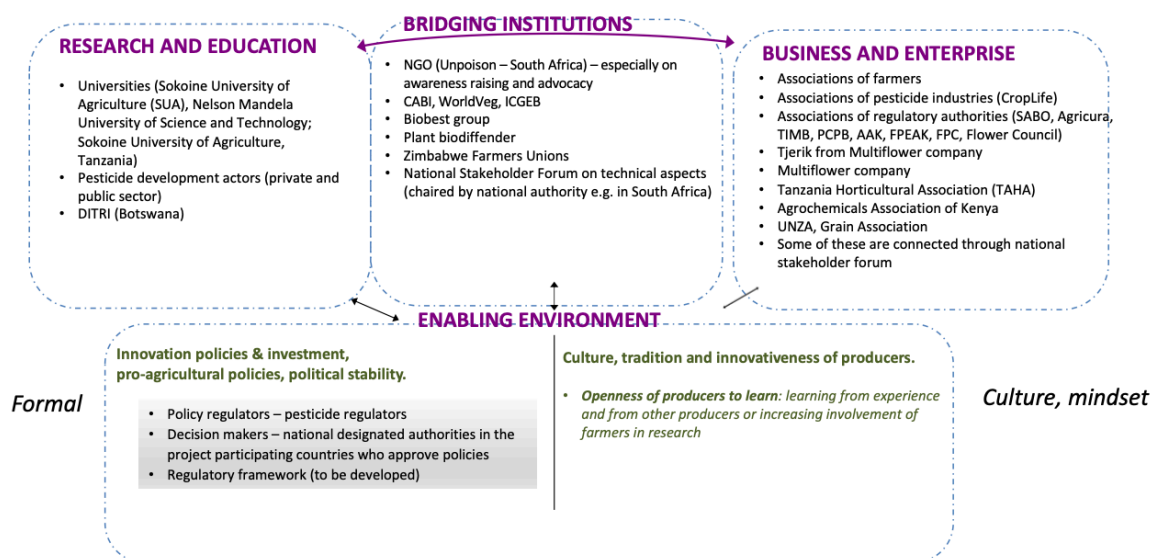 RESEARCH AND EDUCATION
• Universities (Sokoine University of
Agriculture (SUA), Nelson Mandela
University of Science and Technology;
Sokoine University of Agriculture,
Tanzania)
• Pesticide development actors (private and
public sector)
• DITRI (Botswana)
BRIDGING INSTITUTIONS
• NGO (Unpoison – South Africa) – especially on
awareness raising and advocacy
• CABI, WorldVeg, ICGEB
• Biobest group
• Plant biodiffender
• Zimbabwe Farmers Unions
• National Stakeholder Forum on technical aspects
(chaired by national authority e.g. in South Africa)
BUSINESS AND ENTERPRISE
• Associations of farmers
• Associations of pesticide industries (CropLife)
• Associations of regulatory authorities (SABO, Agricura,
TIMB, PCPB, AAK, FPEAK, FPC, Flower Council)
• Tjerik from Multiflower company
• Multiflower company
• Tanzania Horticultural Association (TAHA)
• Agrochemicals Association of Kenya
• UNZA, Grain Association
• Some of these are connected through national
stakeholder forum
ENABLING ENVIRONMENT
Formal
Innovation policies & investment,
pro-agricultural policies, political stability.
• Policy regulators – pesticide regulators
• Decision makers – national designated authorities in the
project participating countries who approve policies
• Regulatory framework (to be developed)
Culture, tradition and innovativeness of producers.
• Openness of producers to learn: learning from experience
and from other producers or increasing involvement of
farmers in research
Culture, mindset